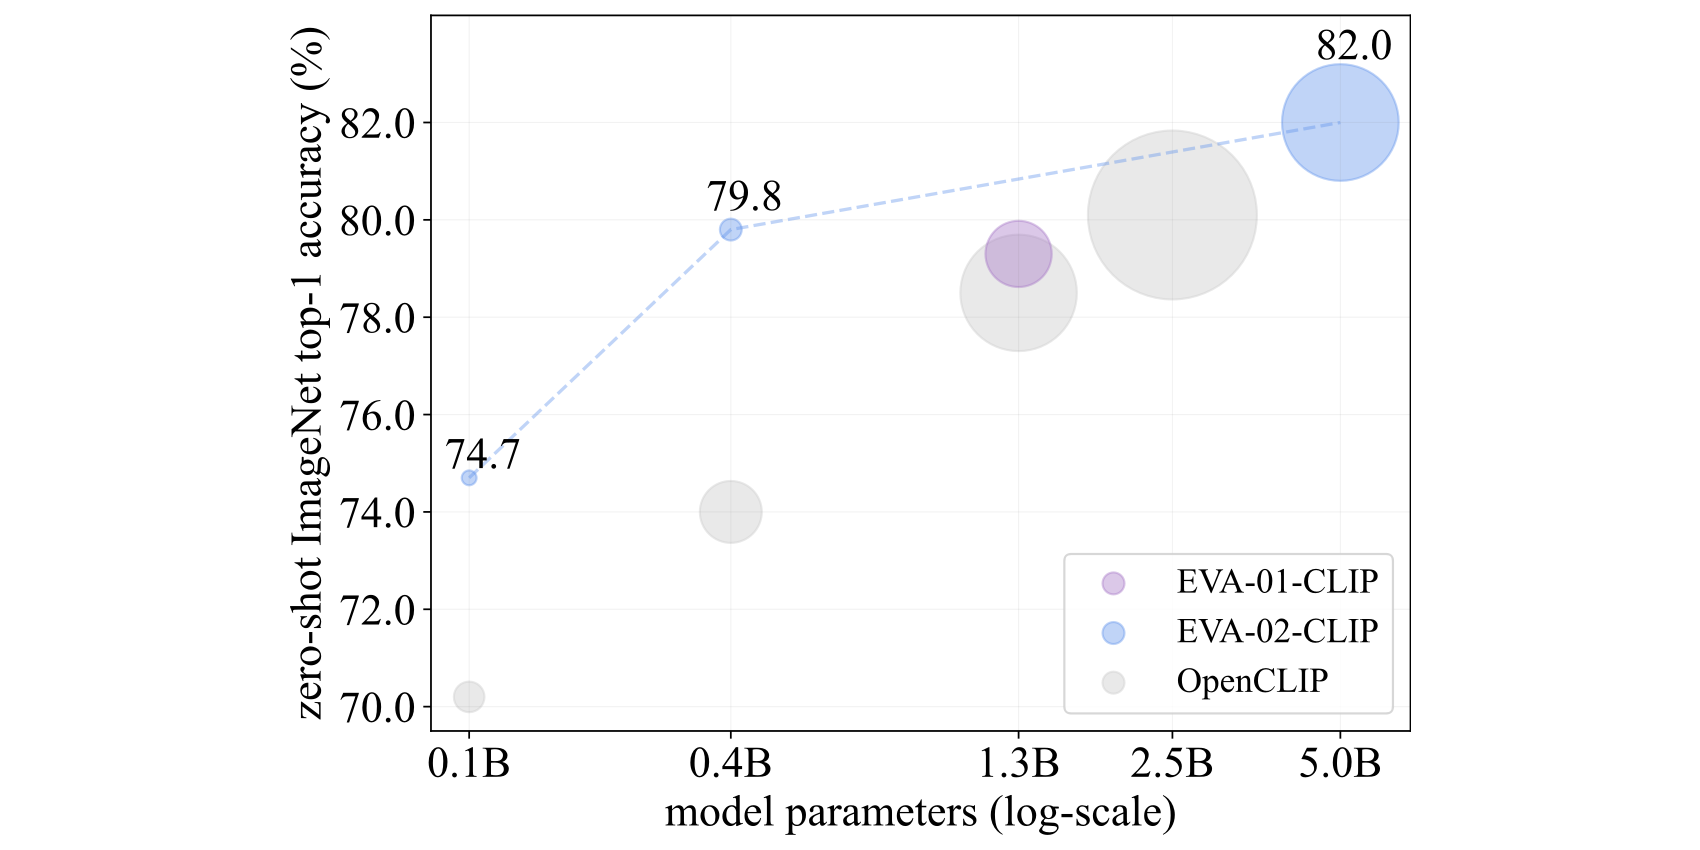 zero-shot ImageNet top-1 accuracy (%)
82.0
80.0
78.0
76.0
74.0
72.0
70.0
82.0
79.8
74.7
EVA-01-CLIP
EVA-02-CLIP
OpenCLIP
0.1B 0.4B 1.3B 2.5B 5.0B
model parameters (log-scale)